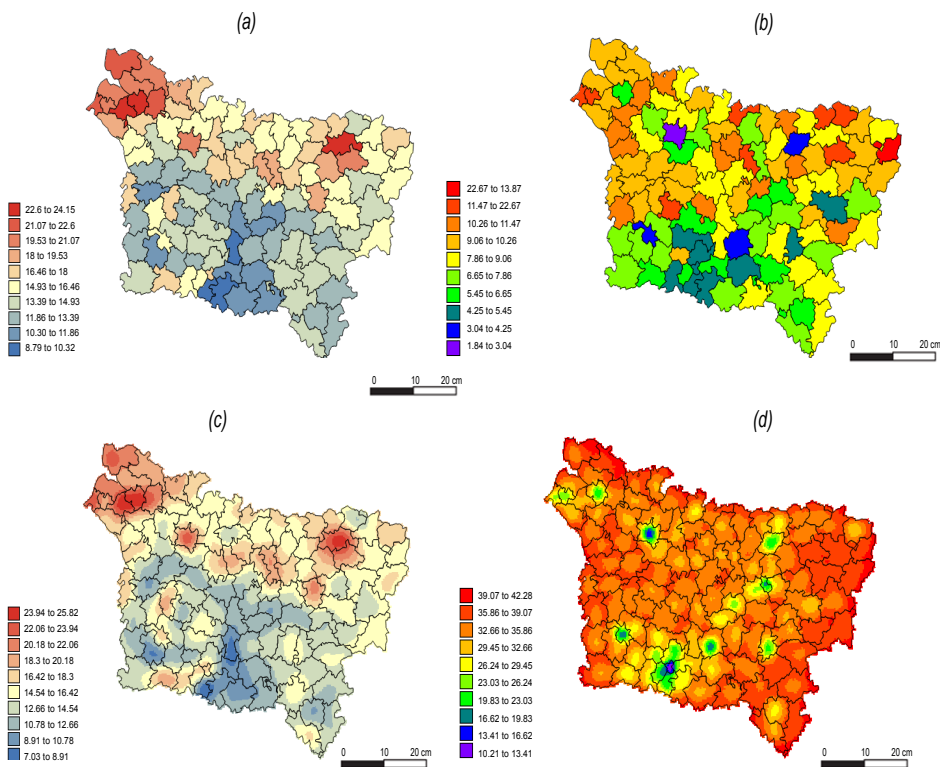 (a)
22.6 to 24.15
21.07 to 22.6
19.53 to 21.07
18 to 19.53
16.46 to 18
14.93 to 16.46
13.39 to 14.93
11.86 to 13.39
10.30 to 11.86
8.79 to 10.32
0 10 20 cm
(b)
22.67 to 13.87
11.47 to 22.67
10.26 to 11.47
9.06 to 10.26
7.86 to 9.06
6.65 to 7.86
5.45 to 6.65
4.25 to 5.45
3.04 to 4.25
1.84 to 3.04
0 10 20 cm
(c)
23.94 to 25.82
22.06 to 23.94
20.18 to 22.06
18.3 to 20.18
16.42 to 18.3
14.54 to 16.42
12.66 to 14.54
10.78 to 12.66
8.91 to 10.78
7.03 to 8.91
0 10 20 cm
(d)
39.07 to 42.28
35.86 to 39.07
32.66 to 35.86
29.45 to 32.66
26.24 to 29.45
23.03 to 26.24
19.83 to 23.03
16.62 to 19.83
13.41 to 16.62
10.21 to 13.41
0 10 20 cm